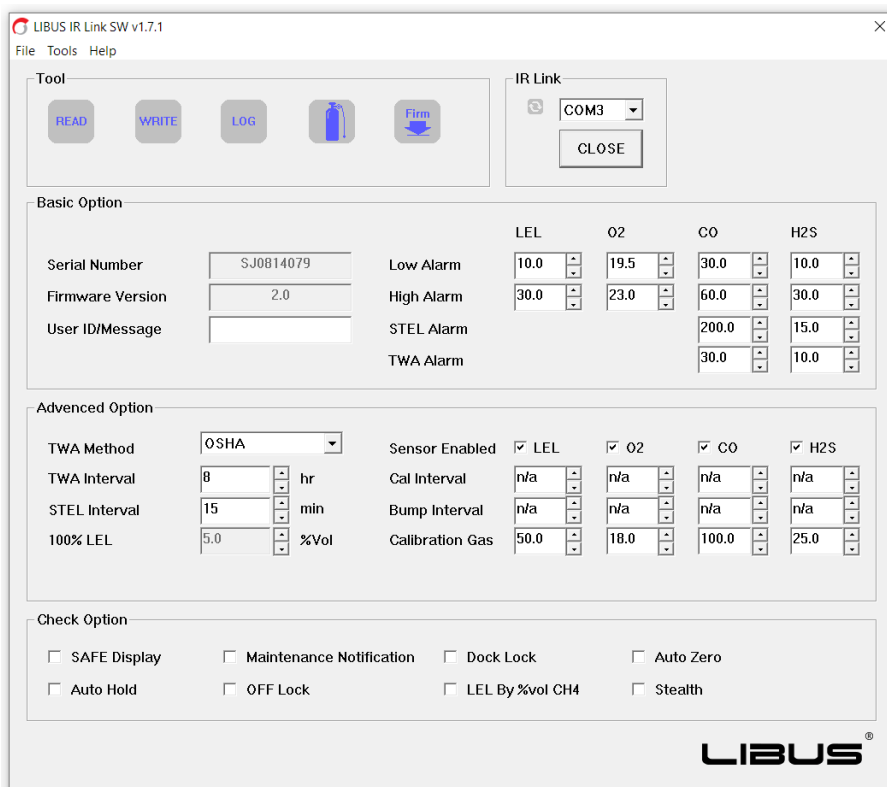 LIBUS IR Link SW v1.7.1
File Tools Help
Tool
READ WRITE LOG Firm
IR Link
COM3
CLOSE
Basic Option
LEL O2 CO H2S
Serial Number SJ0814079 Low Alarm 10.0 19.5 30.0 10.0
Firmware Version 2.0 High Alarm 30.0 23.0 60.0 30.0
User ID/Message STEL Alarm 200.0 15.0
TWA Alarm 30.0 10.0
Advanced Option
TWA Method OSHA Sensor Enabled LEL O2 CO H2S
TWA Interval 8 hr Cal Interval n/a n/a n/a n/a
STEL Interval 15 min Bump Interval n/a n/a n/a n/a
100% LEL 5.0 %Vol Calibration Gas 50.0 18.0 100.0 25.0
Check Option
SAFE Display Maintenance Notification Dock Lock Auto Zero
Auto Hold OFF Lock LEL By %vol CH4 Stealth
LIBUS®